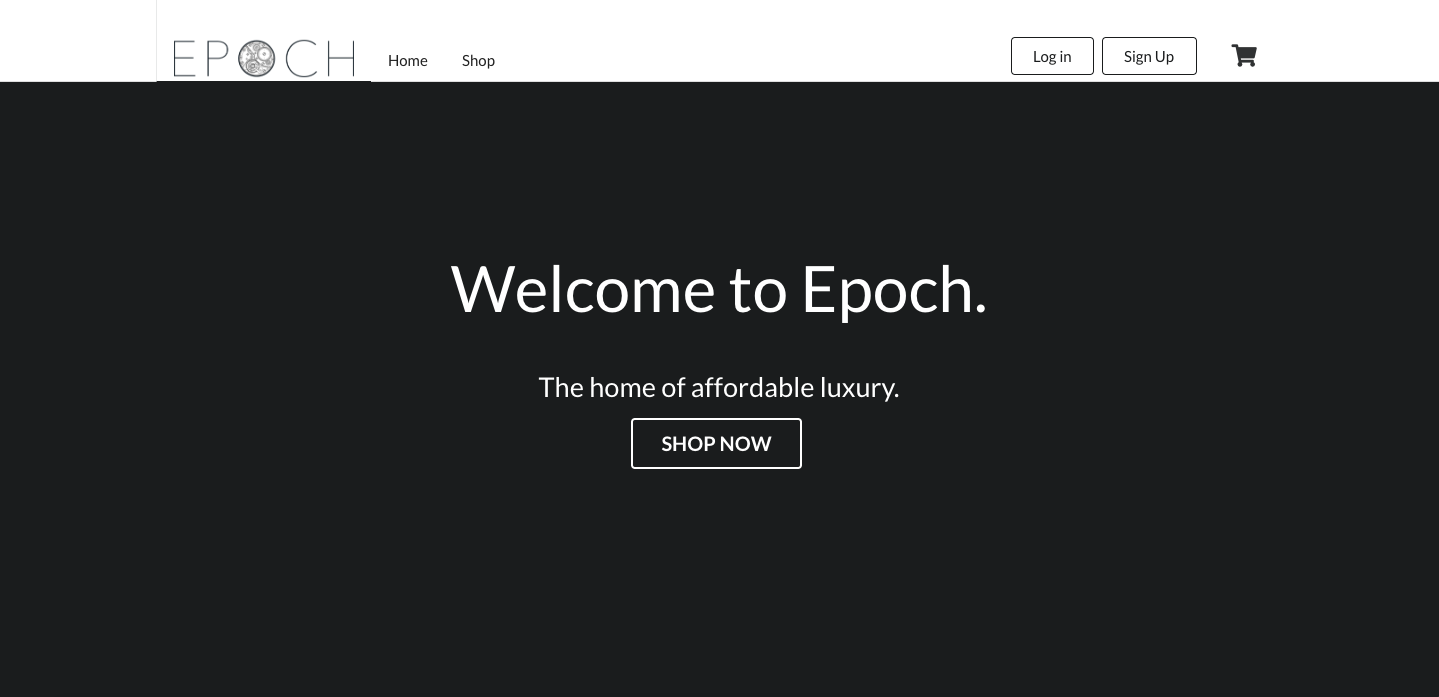 EPOCH
Home
Shop
Log in
Sign Up
Welcome to Epoch.
The home of affordable luxury.
SHOP NOW